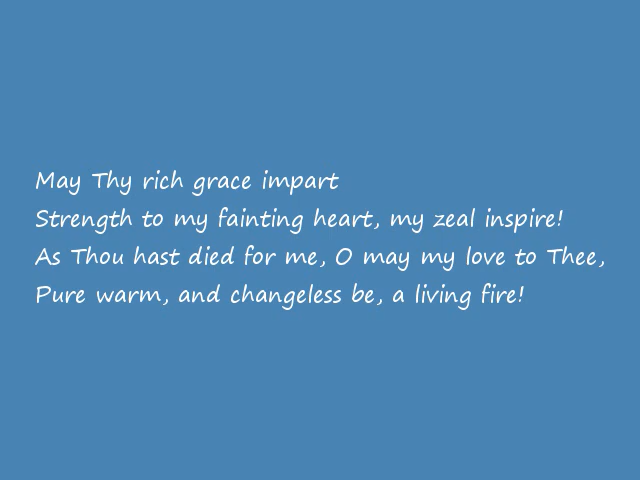 May Thy rich grace impart
Strength to my fainting heart, my zeal inspire!
As Thou hast died for me, O may my love to Thee,
Pure warm, and changeless be, a living fire!